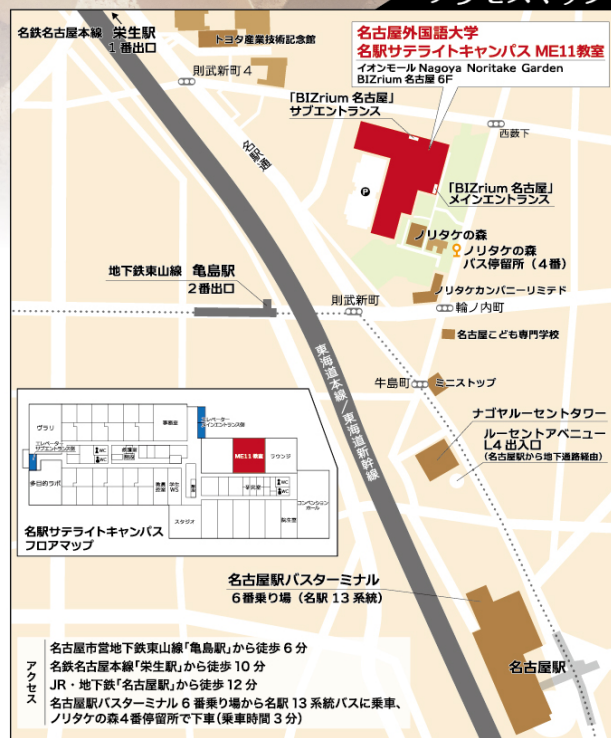 アクセスマップ
名鉄名古屋本線 栄生駅
1番出口
トヨタ産業技術記念館
則武新町4
名古屋外国語大学
名駅サテライトキャンパス ME11教室
イオンモール Nagoya Noritake Garden
BIZrium 名古屋 6F
「BIZrium 名古屋」
サブエントランス
名駅通
西薮下
P
「BIZrium 名古屋」
メインエントランス
ノリタケの森
ノリタケの森
バス停留所（4番）
地下鉄東山線 亀島駅
2番出口
則武新町
ノリタケカンパニーリミテド
輪ノ内町
名古屋こども専門学校
東海道本線/東海道新幹線
牛島町
ミニストップ
ナゴヤルーセントタワー
ルーセントアベニュー
L4出入口
(名古屋駅から地下通路経由)
ヴラリ
事務室
エレベーター
メインエントランス側
エレベーター
サブエントランス側
WC
WC
ME11教室
ラウンジ
多目的ラボ
学生
WS
WC
WC
スタジオ
コンベンション
ホール
名駅サテライトキャンパス
フロアマップ
名古屋駅バスターミナル
6番乗り場（名駅13系統）
名古屋駅
アクセス
名古屋市営地下鉄東山線「亀島駅」から徒歩6分
名鉄名古屋本線「栄生駅」から徒歩10分
JR・地下鉄「名古屋駅」から徒歩12分
名古屋駅バスターミナル6番乗り場から名駅13系統バスに乗車、
ノリタケの森4番停留所で下車(乗車時間3分)